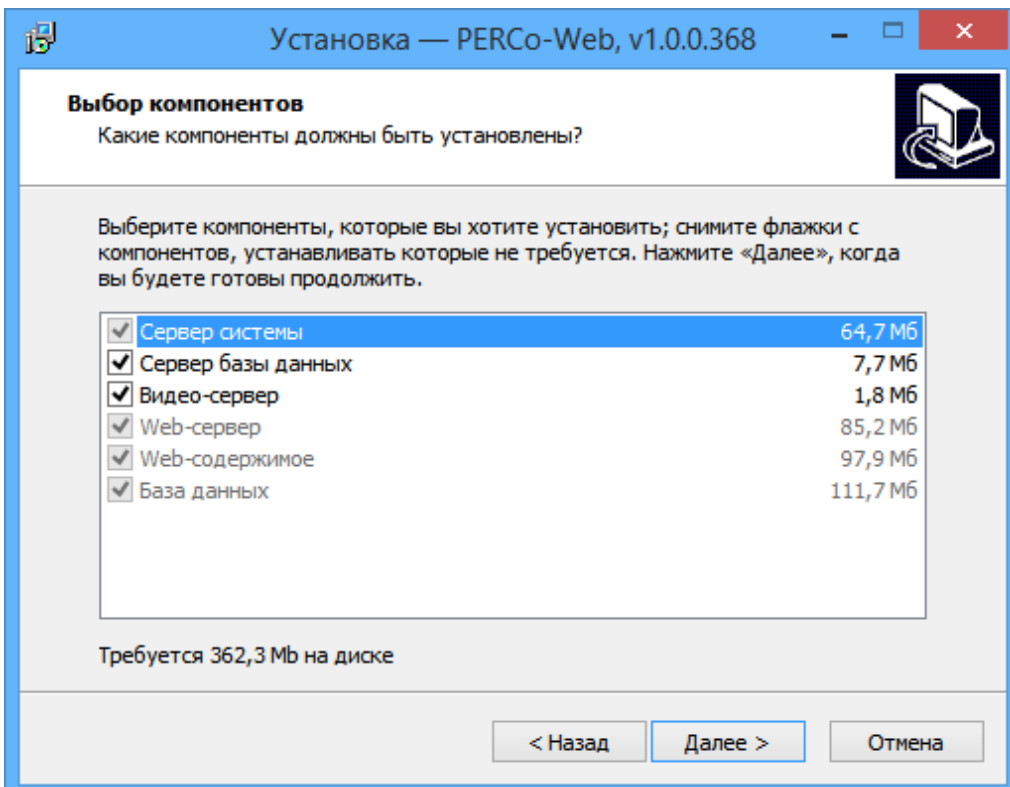 Установка — PERCo-Web, v1.0.0.368
Выбор компонентов
Какие компоненты должны быть установлены?
Выберите компоненты, которые вы хотите установить; снимите флажки с
компонентов, устанавливать которые не требуется. Нажмите «Далее», когда
вы будете готовы продолжить.
Сервер системы 64,7 Мб
Сервер базы данных 7,7 Мб
Видео-сервер 1,8 Мб
Web-сервер 85,2 Мб
Web-содержимое 97,9 Мб
База данных 111,7 Мб
Требуется 362,3 Mb на диске
< Назад Далее > Отмена